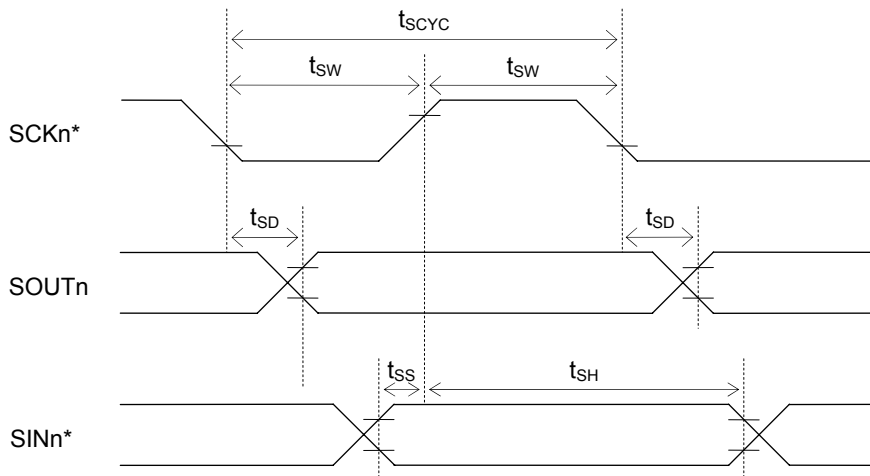 tSCYC
tSW tSW
SCKn*
tSD tSD
SOUTn
tSS tSH
SINn*